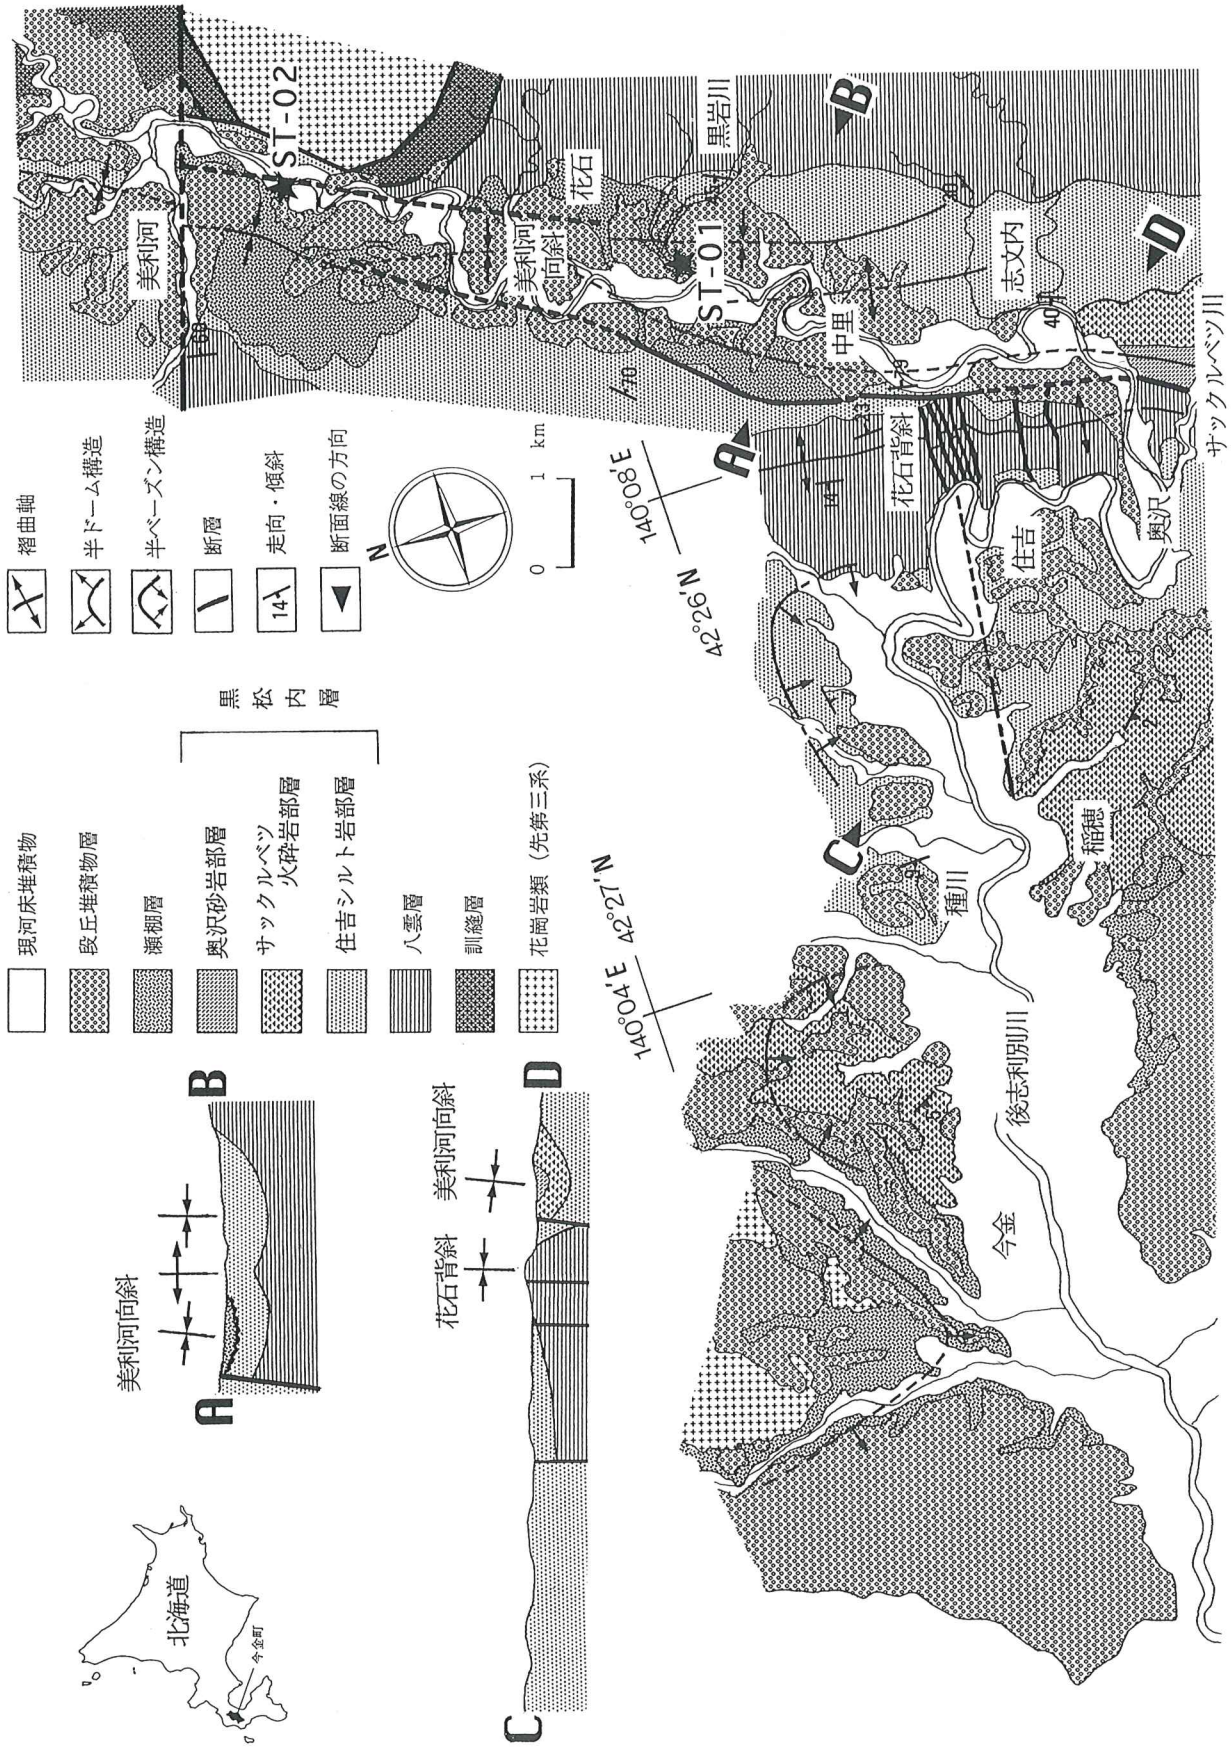 北海道
今金町
A
B
美利河向斜
C
D
花石背斜
美利河向斜
現河床堆積物
段丘堆積物層
瀬棚層
奥沢砂岩部層
サックルベツ
火砕岩部層
住吉シルト岩部層
黒松内層
八雲層
訓縫層
花崗岩類(先第三系)
褶曲軸
半ドーム構造
半ベーズン構造
断層
14
走向・傾斜
断面線の方向
N
0 1 km
140°04'E
42°27'N
42°26'N
140°08'E
美利河
ST-02
60
美利河
向斜
花石
黒岩川
ST-01
B
70
中里
志文内
D
A
花石背斜
14
40
サックルベツ川
住吉
奥沢
C
種川
稲穂
後志利別川
今金